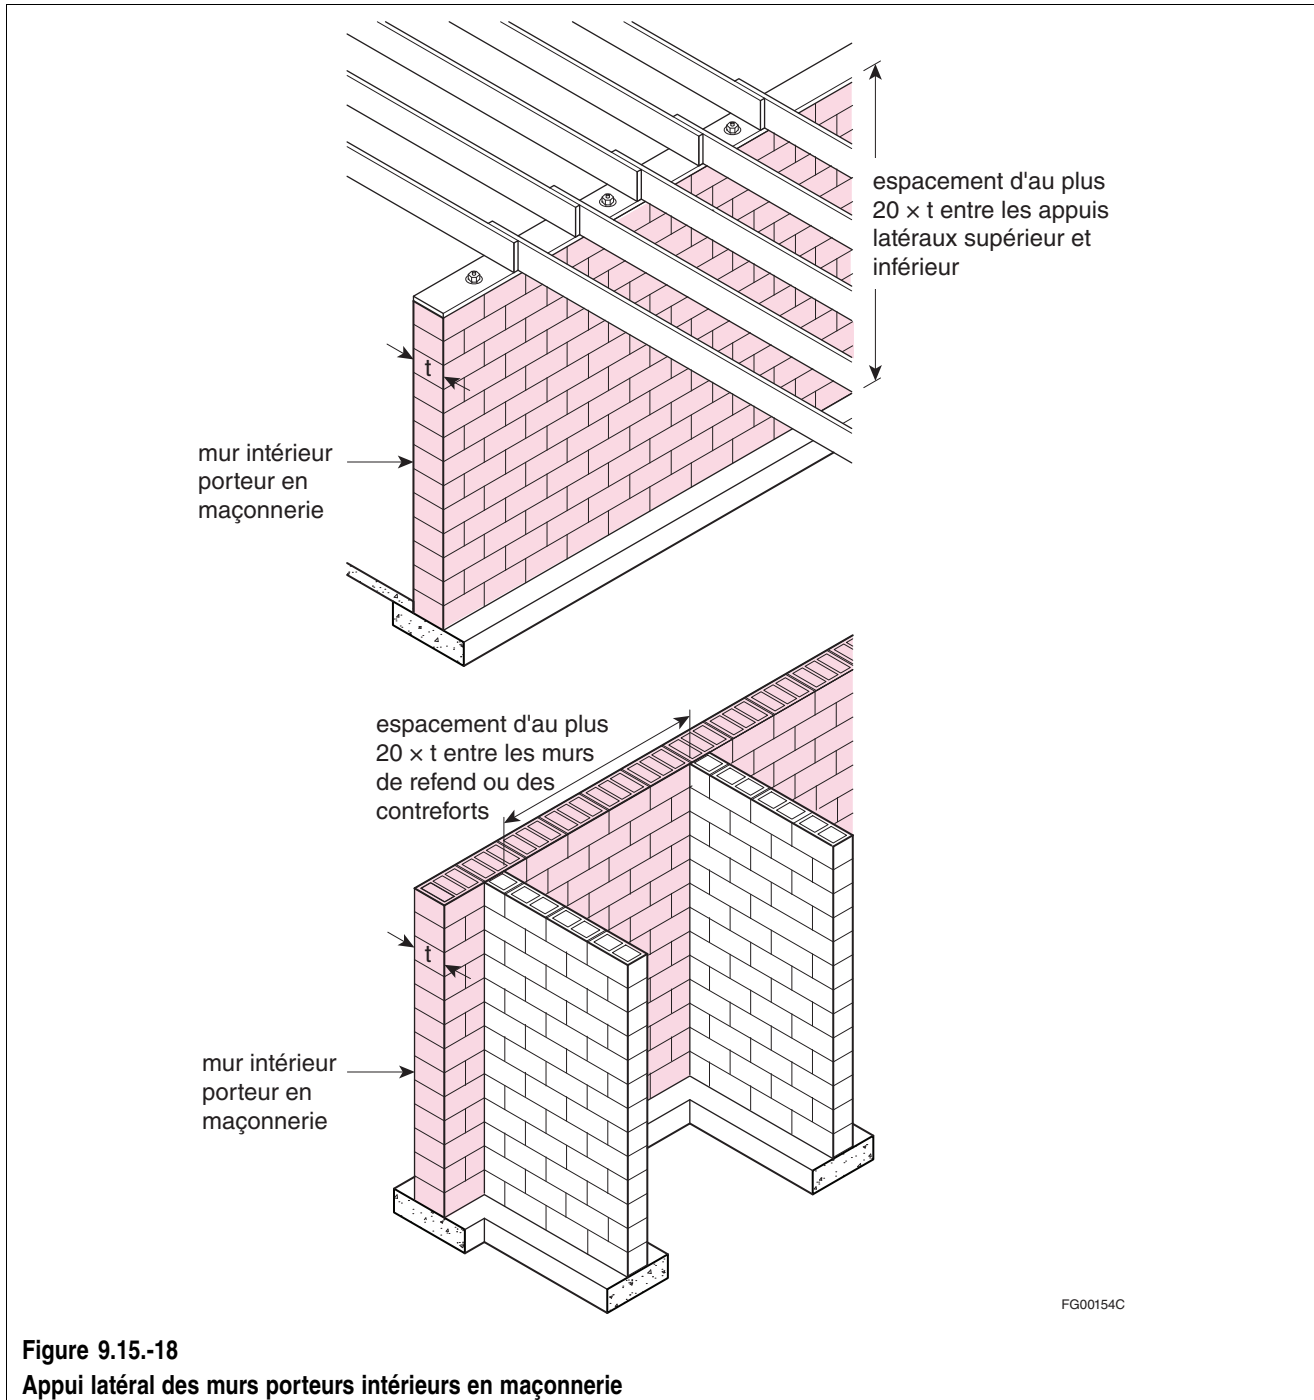 espacement d'au plus
20 × t entre les appuis
latéraux supérieur et
inférieur
t
mur intérieur
porteur en
maçonnerie
espacement d'au plus
20 × t entre les murs
de refend ou des
contreforts
t
mur intérieur
porteur en
maçonnerie
FG00154C
Figure 9.15.-18
Appui latéral des murs porteurs intérieurs en maçonnerie